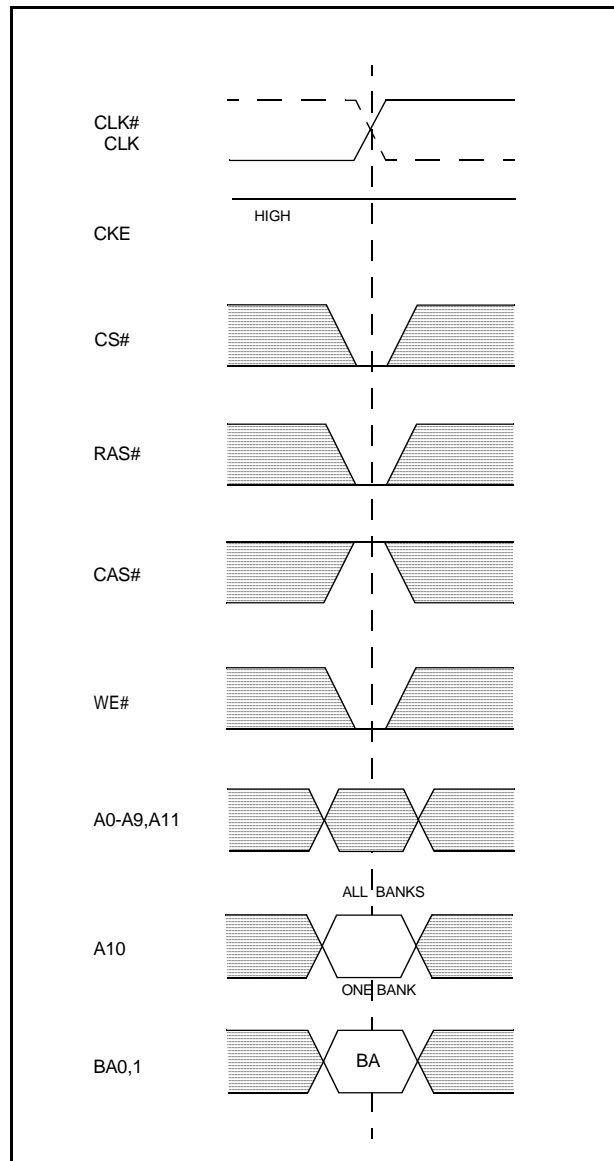 CLK#
CLK
HIGH
CKE
CS#
RAS#
CAS#
WE#
A0-A9,A11
ALL BANKS
A10
ONE BANK
BA
BA0,1